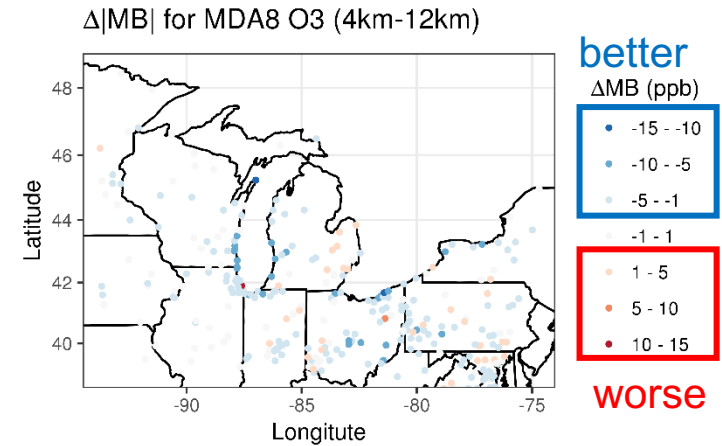 Δ|MB| for MDA8 O3 (4km-12km)
better
ΔMB (ppb)
-15 - -10
-10 - -5
-5 - -1
-1 - 1
1 - 5
5 - 10
10 - 15
worse
48
46
44
42
40
Latitude
-90
-85
-80
-75
Longitute